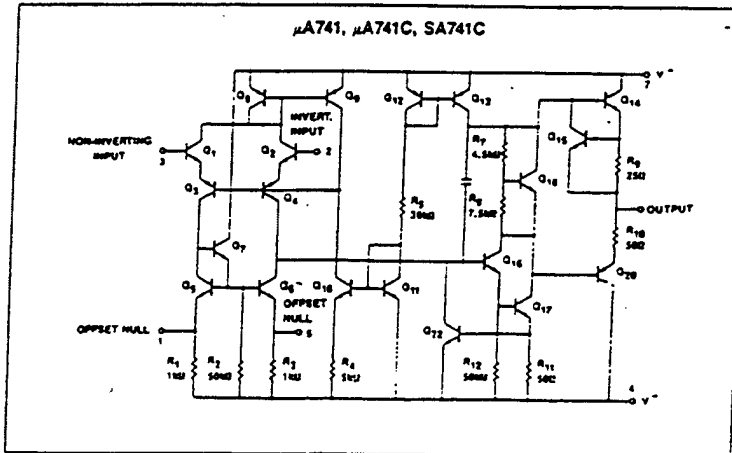 μA741, μA741C, SA741C
V⁻
7
Q8
Q9
Q12
Q13
Q14
NON-INVERTING
INPUT
3
INVERT.
INPUT
2
Q1
Q2
R7
4.5kΩ
Q15
Q3
Q4
Q18
R9
25Ω
R5
39kΩ
R8
7.5kΩ
OUTPUT
R10
50Ω
Q7
Q16
Q5
Q6
Q10
Q11
Q20
Q17
OFFSET
NULL
5
OFFSET NULL
1
Q22
R1
1kΩ
R2
50kΩ
R3
1kΩ
R4
5kΩ
R12
50kΩ
R11
50Ω
4
V⁻